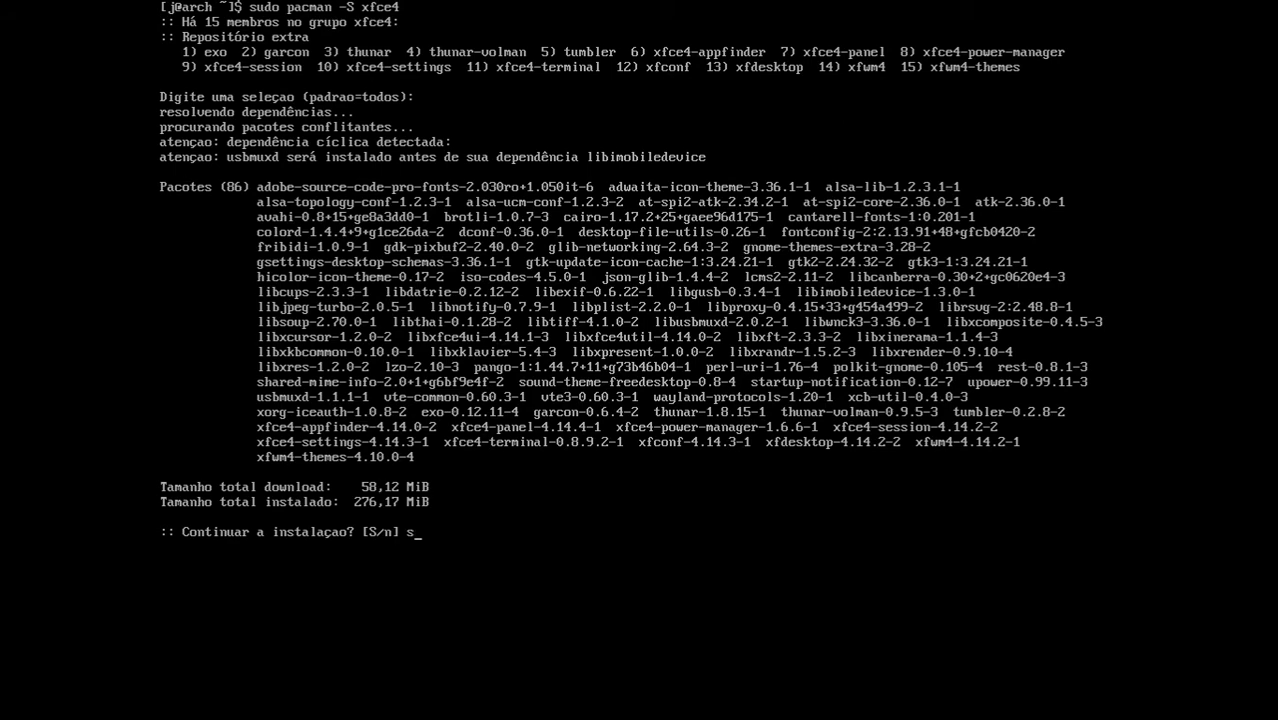 [j@arch ~]$ sudo pacman -S xfce4
:: Há 15 membros no grupo xfce4:
:: Repositório extra
1) exo 2) garcon 3) thunar 4) thunar-volman 5) tumbler 6) xfce4-appfinder 7) xfce4-panel 8) xfce4-power-manager
9) xfce4-session 10) xfce4-settings 11) xfce4-terminal 12) xfconf 13) xfdesktop 14) xfwm4 15) xfwm4-themes
Digite uma seleçao (padrao=todos):
resolvendo dependências...
procurando pacotes conflitantes...
atençao: dependência cíclica detectada:
atençao: usbmuxd será instalado antes de sua dependência libimobiledevice
Pacotes (86) adobe-source-code-pro-fonts-2.030ro+1.050it-6 adwaita-icon-theme-3.36.1-1 alsa-lib-1.2.3.1-1
alsa-topology-conf-1.2.3-1 alsa-ucm-conf-1.2.3-2 at-spi2-atk-2.34.2-1 at-spi2-core-2.36.0-1 atk-2.36.0-1
avahi-0.8+15+ge8a3dd0-1 brotli-1.0.7-3 cairo-1.17.2+25+gaee96d175-1 cantarell-fonts-1:0.201-1
colord-1.4.4+9+g1ce26da-2 dconf-0.36.0-1 desktop-file-utils-0.26-1 fontconfig-2:2.13.91+48+gfcb0420-2
fribidi-1.0.9-1 gdk-pixbuf2-2.40.0-2 glib-networking-2.64.3-2 gnome-themes-extra-3.28-2
gsettings-desktop-schemas-3.36.1-1 gtk-update-icon-cache-1:3.24.21-1 gtk2-2.24.32-2 gtk3-1:3.24.21-1
hicolor-icon-theme-0.17-2 iso-codes-4.5.0-1 json-glib-1.4.4-2 lcms2-2.11-2 libcanberra-0.30+2+gc0620e4-3
libcups-2.3.3-1 libdatrie-0.2.12-2 libexif-0.6.22-1 libgusb-0.3.4-1 libimobiledevice-1.3.0-1
libjpeg-turbo-2.0.5-1 libnotify-0.7.9-1 libplist-2.2.0-1 libproxy-0.4.15+33+g454a499-2 librsvg-2:2.48.8-1
libsoup-2.70.0-1 libthai-0.1.28-2 libtiff-4.1.0-2 libusbmuxd-2.0.2-1 libwnck3-3.36.0-1 libxcomposite-0.4.5-3
libxcursor-1.2.0-2 libxfce4ui-4.14.1-3 libxfce4util-4.14.0-2 libxft-2.3.3-2 libxinerama-1.1.4-3
libxkbcommon-0.10.0-1 libxklavier-5.4-3 libxpresent-1.0.0-2 libxrandr-1.5.2-3 libxrender-0.9.10-4
libxres-1.2.0-2 lzo-2.10-3 pango-1:1.44.7+11+g73b46b04-1 perl-uri-1.76-4 polkit-gnome-0.105-4 rest-0.8.1-3
shared-mime-info-2.0+1+g6bf9e4f-2 sound-theme-freedesktop-0.8-4 startup-notification-0.12-7 upower-0.99.11-3
usbmuxd-1.1.1-1 vte-common-0.60.3-1 vte3-0.60.3-1 wayland-protocols-1.20-1 xcb-util-0.4.0-3
xorg-iceauth-1.0.8-2 exo-0.12.11-4 garcon-0.6.4-2 thunar-1.8.15-1 thunar-volman-0.9.5-3 tumbler-0.2.8-2
xfce4-appfinder-4.14.0-2 xfce4-panel-4.14.4-1 xfce4-power-manager-1.6.6-1 xfce4-session-4.14.2-2
xfce4-settings-4.14.3-1 xfce4-terminal-0.8.9.2-1 xfconf-4.14.3-1 xfdesktop-4.14.2-2 xfwm4-4.14.2-1
xfwm4-themes-4.10.0-4
Tamanho total download: 58,12 MiB
Tamanho total instalado: 276,17 MiB
:: Continuar a instalaçao? [S/n] s_